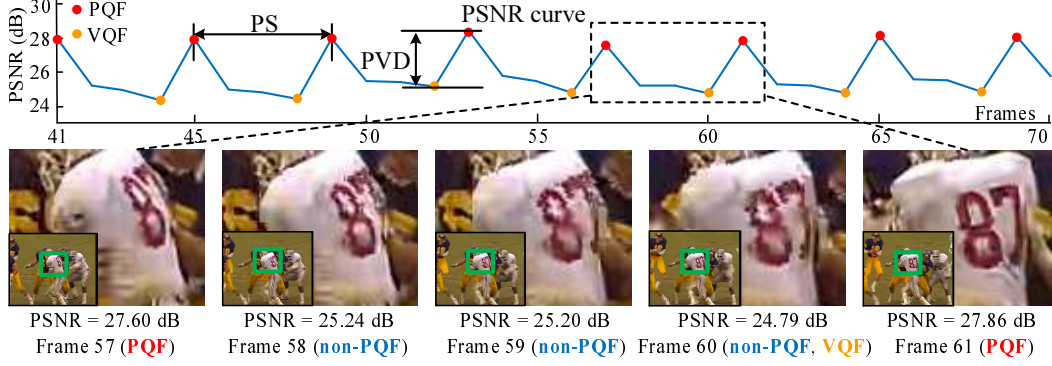 PSNR (dB)
30
28
26
24
PQF
VQF
PS
PVD
PSNR curve
Frames
41 45 50 55 60 65 70
87
PSNR = 27.60 dB PSNR = 25.24 dB PSNR = 25.20 dB PSNR = 24.79 dB PSNR = 27.86 dB
Frame 57 (PQF) Frame 58 (non-PQF) Frame 59 (non-PQF) Frame 60 (non-PQF, VQF) Frame 61 (PQF)